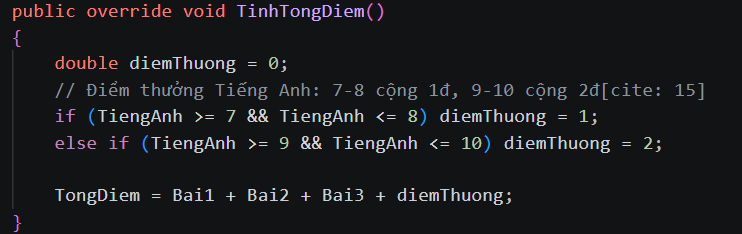 public override void TinhTongDiem()
{
double diemThuong = 0;
// Điểm thưởng Tiếng Anh: 7-8 cộng 1đ, 9-10 cộng 2đ[cite: 15]
if (TiengAnh >= 7 && TiengAnh <= 8) diemThuong = 1;
else if (TiengAnh >= 9 && TiengAnh <= 10) diemThuong = 2;
TongDiem = Bai1 + Bai2 + Bai3 + diemThuong;
}